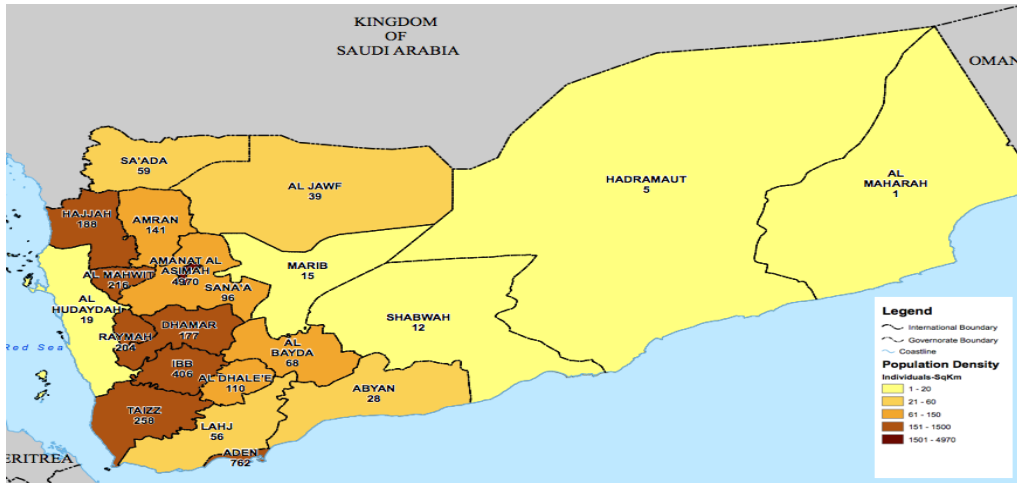 KINGDOM
OF
SAUDI ARABIA
OMAN
SA'ADA
59
AL JAWF
39
HADRAMAUT
5
AL
MAHARAH
1
HAJJAH
188
AMRAN
141
AMANAT AL
ASIMAH
4970
AL MAHWIT
216
SANA'A
96
MARIB
15
AL
HUDAYDAH
19
SHABWAH
12
RAYMAH
204
DHAMAR
177
AL
BAYDA
68
IBB
406
AL DHALE'E
110
ABYAN
28
TAIZZ
258
LAHJ
56
ADEN
762
Red Sea
ERITREA
Legend
International Boundary
Governorate Boundary
Coastline
Population Density
Individuals-SqKm
1 - 20
21 - 60
61 - 150
151 - 1500
1501 - 4970